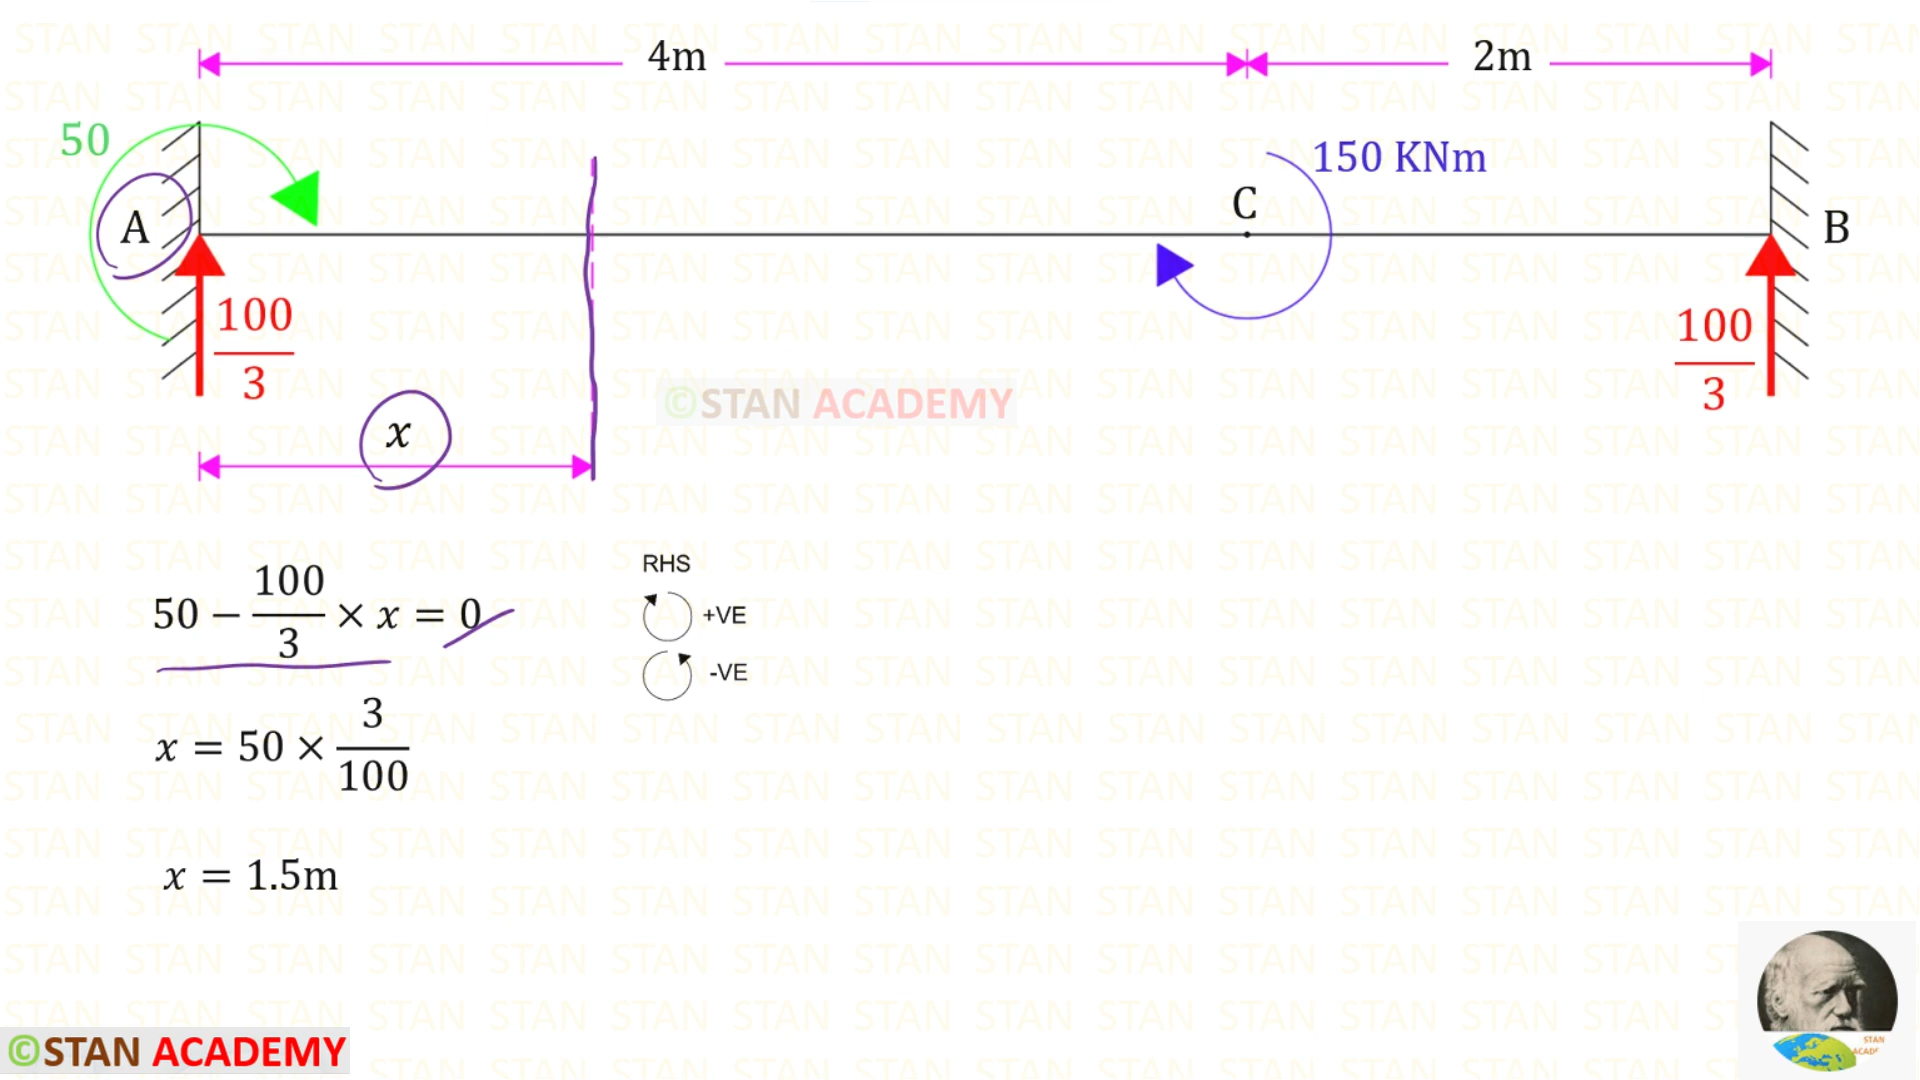 4m
2m
50
150 KNm
A
C
B
100
3
100
3
©STAN ACADEMY
x
RHS
50 − 100/3 × x = 0
+VE
-VE
x = 50 × 3/100
x = 1.5m
STAN
©STAN ACADEMY